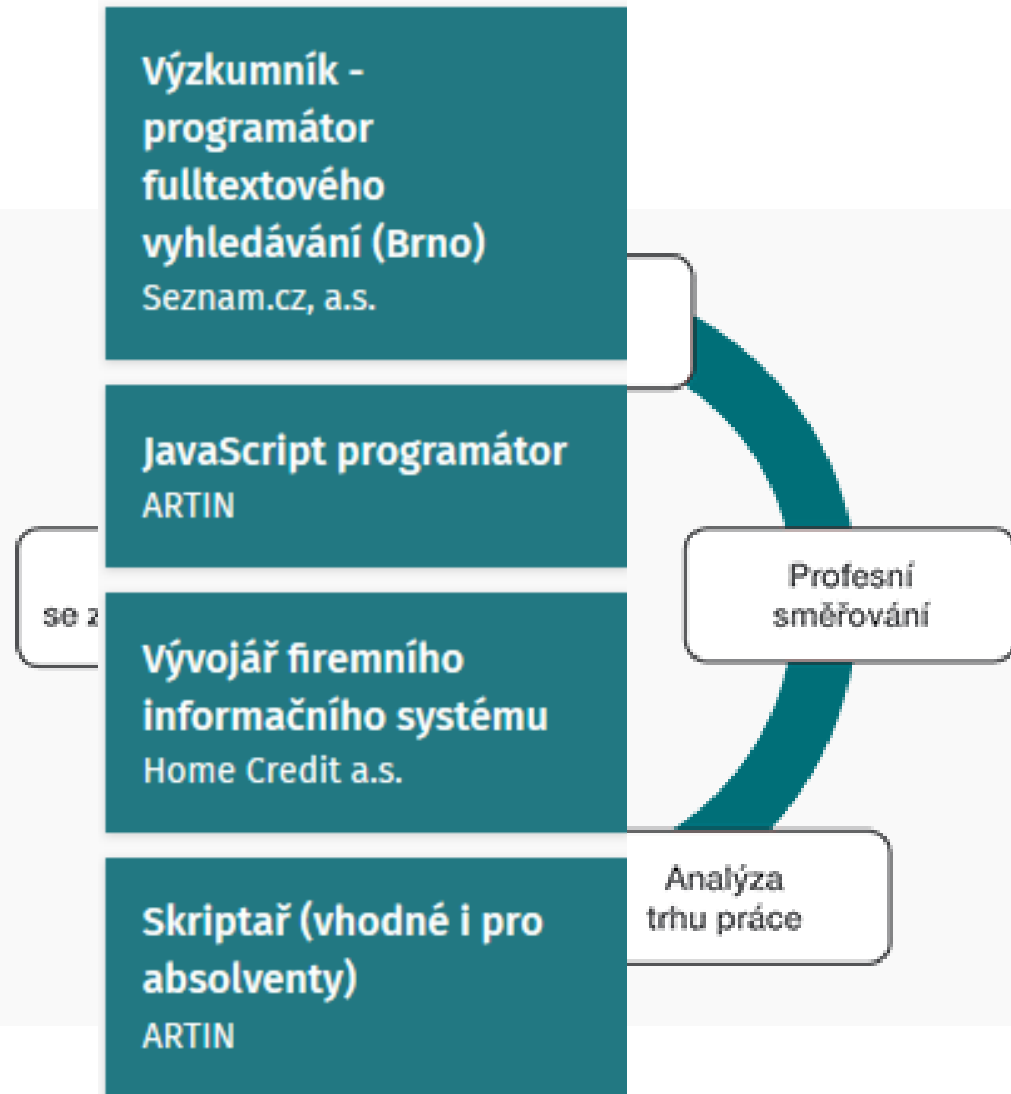 Výzkumník -
programátor
fulltextového
vyhledávání (Brno)
Seznam.cz, a.s.
JavaScript programátor
ARTIN
Profesní
směřování
se
Vývojář firemního
informačního systému
Home Credit a.s.
Analýza
trhu práce
Skriptař (vhodné i pro
absolventy)
ARTIN